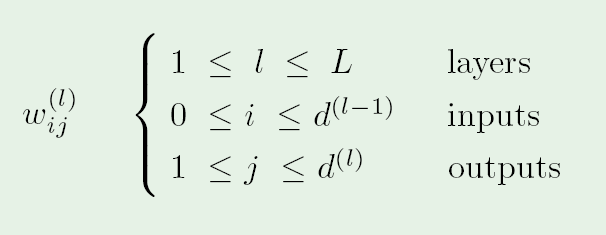 w_{ij}^{(l)} { 1 ≤ l ≤ L layers
0 ≤ i ≤ d^{(l−1)} inputs
1 ≤ j ≤ d^{(l)} outputs